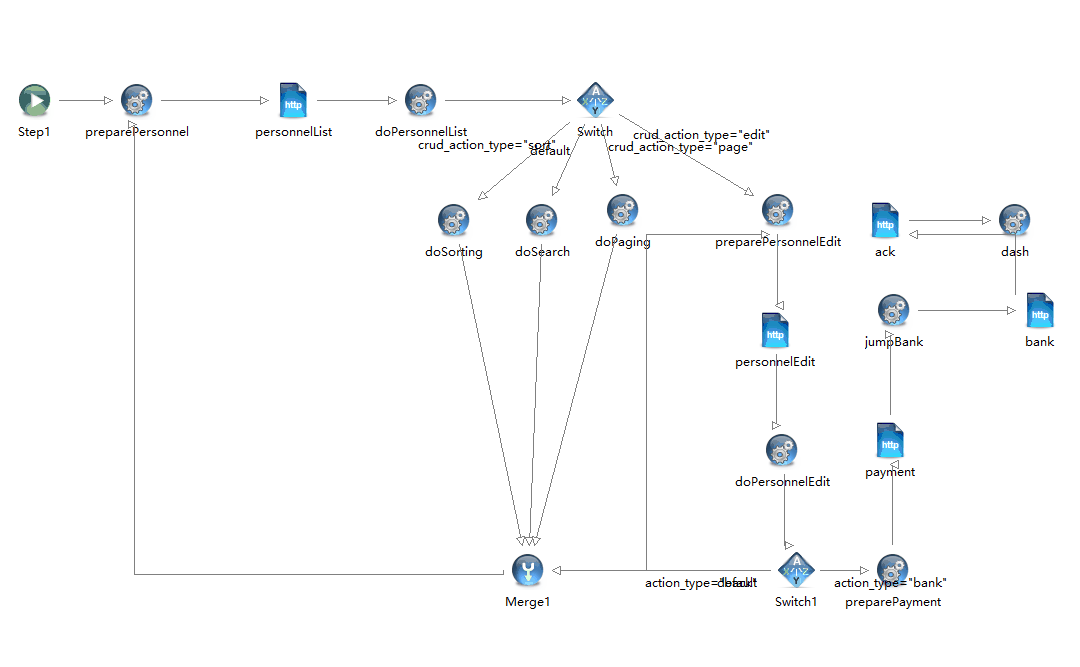 http
Step1
preparePersonnel
personnelList
doPersonnelList
Switch
crud_action_type="edit"
crud_action_type="sort"
default
crud_action_type="page"
http
doSorting
doSearch
doPaging
preparePersonnelEdit
ack
dash
http
http
jumpBank
bank
personnelEdit
http
payment
doPersonnelEdit
action_type="back"
default
action_type="bank"
Merge1
Switch1
preparePayment